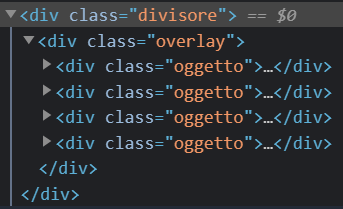 ▼<div class="divisore"> == $0
▼<div class="overlay">
▶<div class="oggetto">…</div>
▶<div class="oggetto">…</div>
▶<div class="oggetto">…</div>
▶<div class="oggetto">…</div>
</div>
</div>